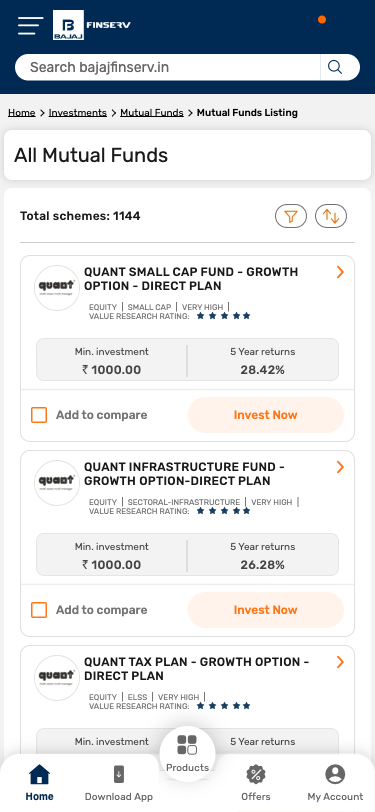 BAJAJ FINSERV
Search bajajfinserv.in
Home > Investments > Mutual Funds > Mutual Funds Listing
All Mutual Funds
Total schemes: 1144
quant
QUANT SMALL CAP FUND - GROWTH
OPTION - DIRECT PLAN
EQUITY | SMALL CAP | VERY HIGH |
VALUE RESEARCH RATING: ★ ★ ★ ★ ★
Min. investment 5 Year returns
₹ 1000.00 28.42%
Add to compare Invest Now
quant
QUANT INFRASTRUCTURE FUND -
GROWTH OPTION-DIRECT PLAN
EQUITY | SECTORAL-INFRASTRUCTURE | VERY HIGH |
VALUE RESEARCH RATING: ★ ★ ★ ★ ★
Min. investment 5 Year returns
₹ 1000.00 26.28%
Add to compare Invest Now
quant
QUANT TAX PLAN - GROWTH OPTION -
DIRECT PLAN
EQUITY | ELSS | VERY HIGH |
VALUE RESEARCH RATING: ★ ★ ★ ★ ★
Min. investment 5 Year returns
Home Download App Products Offers My Account